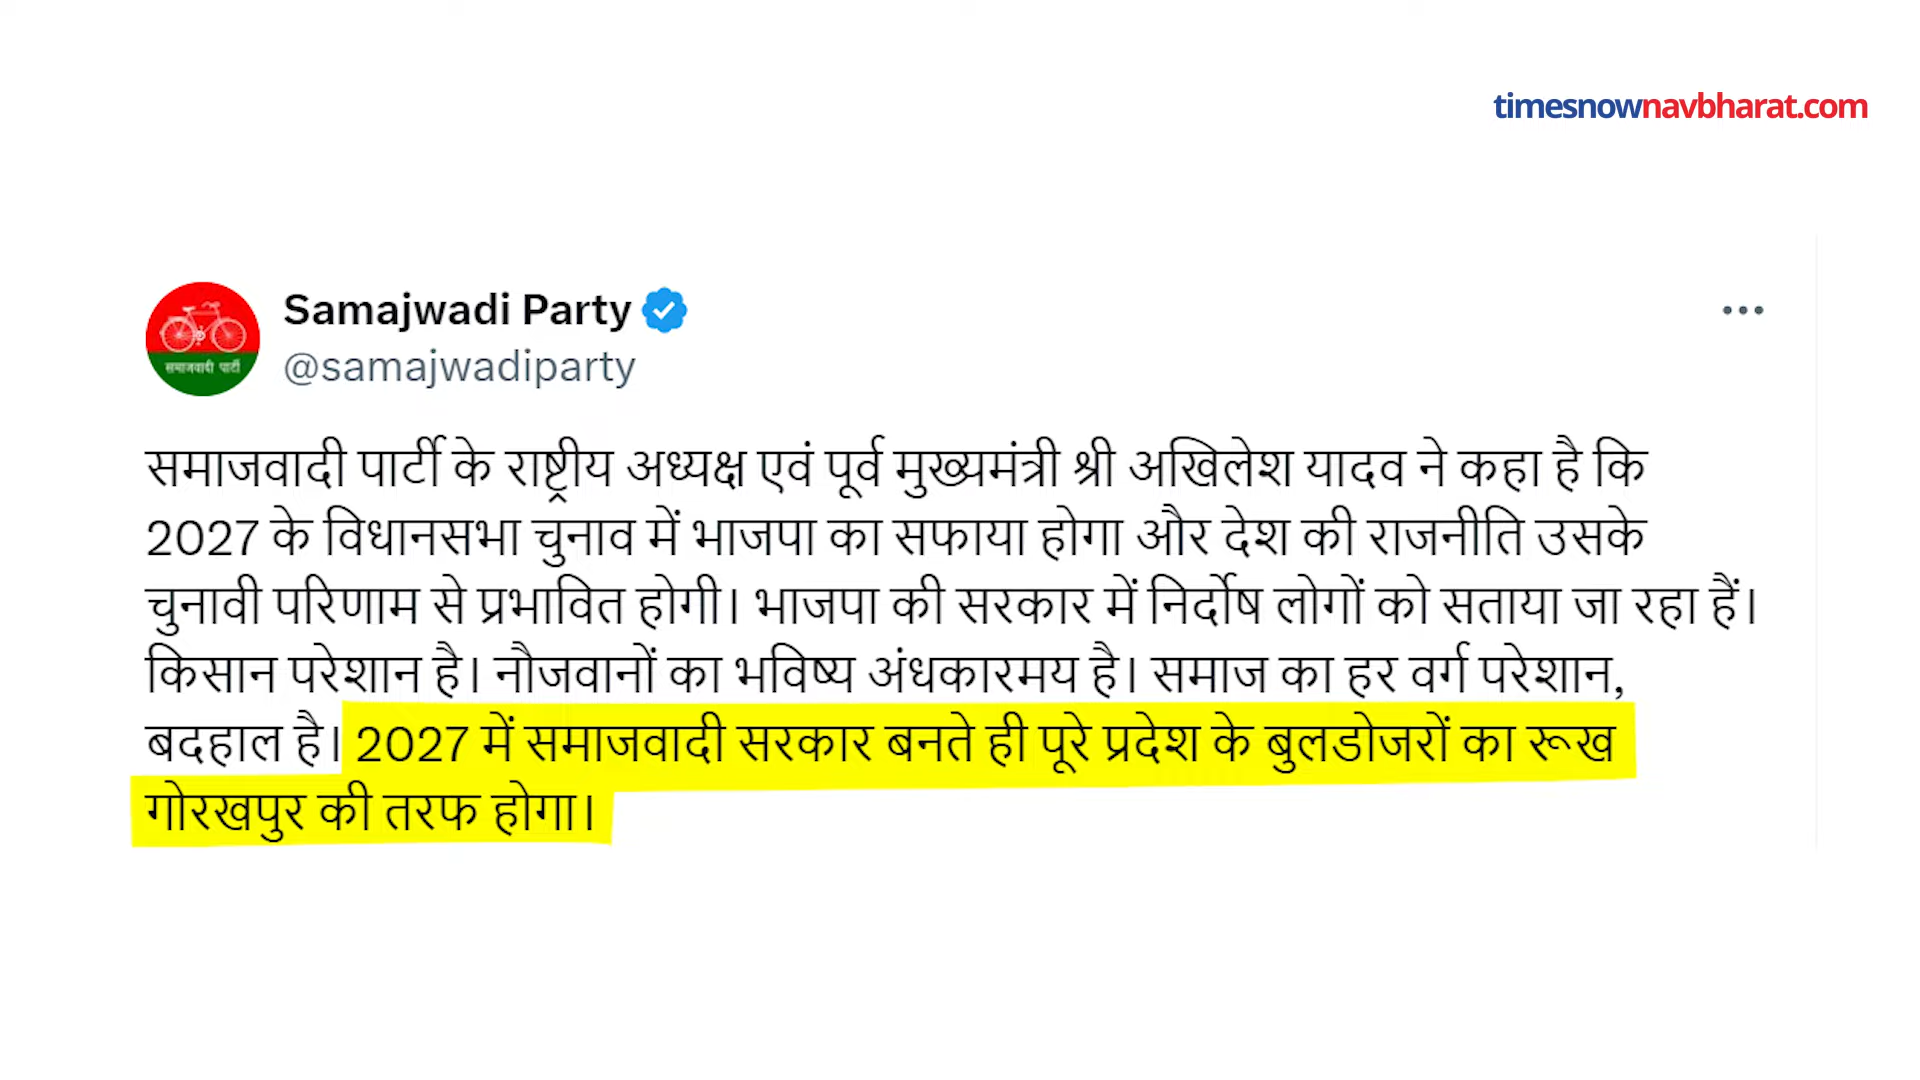 timesnownavbharat.com
Samajwadi Party
@samajwadiparty
समाजवादी पार्टी
समाजवादी पार्टी के राष्ट्रीय अध्यक्ष एवं पूर्व मुख्यमंत्री श्री अखिलेश यादव ने कहा है कि
2027 के विधानसभा चुनाव में भाजपा का सफाया होगा और देश की राजनीति उसके
चुनावी परिणाम से प्रभावित होगी। भाजपा की सरकार में निर्दोष लोगों को सताया जा रहा हैं।
किसान परेशान है। नौजवानों का भविष्य अंधकारमय है। समाज का हर वर्ग परेशान,
बदहाल है। 2027 में समाजवादी सरकार बनते ही पूरे प्रदेश के बुलडोजरों का रूख
गोरखपुर की तरफ होगा।